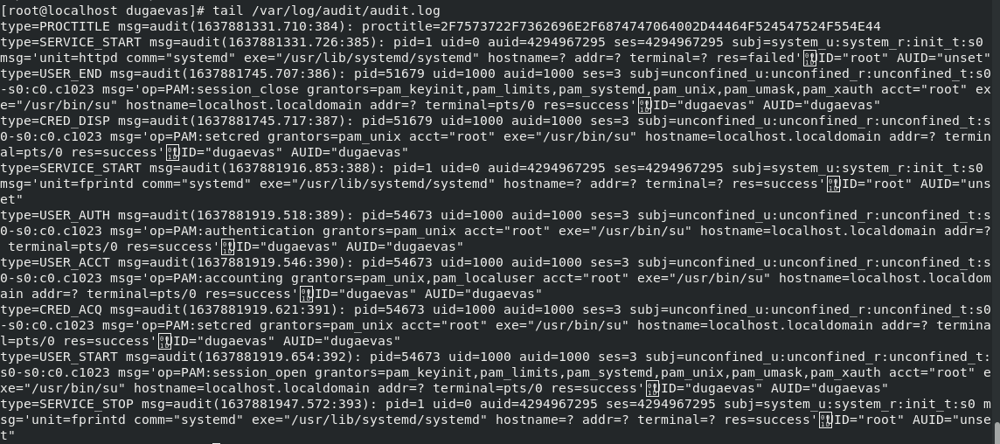 [root@localhost dugaevas]# tail /var/log/audit/audit.log
type=PROCTITLE msg=audit(1637881331.710:384): proctitle=2F7573722F7362696E2F6874747064002D44464F524547524F554E44
type=SERVICE_START msg=audit(1637881331.726:385): pid=1 uid=0 auid=4294967295 ses=4294967295 subj=system_u:system_r:init_t:s0
msg='unit=httpd comm="systemd" exe="/usr/lib/systemd/systemd" hostname=? addr=? terminal=? res=failed'UID="root" AUID="unset"
type=USER_END msg=audit(1637881745.707:386): pid=51679 uid=1000 auid=1000 ses=3 subj=unconfined_u:unconfined_r:unconfined_t:s0
-s0:c0.c1023 msg='op=PAM:session_close grantors=pam_keyinit,pam_limits,pam_systemd,pam_unix,pam_umask,pam_xauth acct="root" ex
e="/usr/bin/su" hostname=localhost.localdomain addr=? terminal=pts/0 res=success'UID="dugaevas" AUID="dugaevas"
type=CRED_DISP msg=audit(1637881745.717:387): pid=51679 uid=1000 auid=1000 ses=3 subj=unconfined_u:unconfined_r:unconfined_t:s
0-s0:c0.c1023 msg='op=PAM:setcred grantors=pam_unix acct="root" exe="/usr/bin/su" hostname=localhost.localdomain addr=? termin
al=pts/0 res=success'UID="dugaevas" AUID="dugaevas"
type=SERVICE_START msg=audit(1637881916.853:388): pid=1 uid=0 auid=4294967295 ses=4294967295 subj=system_u:system_r:init_t:s0
msg='unit=fprintd comm="systemd" exe="/usr/lib/systemd/systemd" hostname=? addr=? terminal=? res=success'UID="root" AUID="uns
et"
type=USER_AUTH msg=audit(1637881919.518:389): pid=54673 uid=1000 auid=1000 ses=3 subj=unconfined_u:unconfined_r:unconfined_t:s
0-s0:c0.c1023 msg='op=PAM:authentication grantors=pam_unix acct="root" exe="/usr/bin/su" hostname=localhost.localdomain addr=?
terminal=pts/0 res=success'UID="dugaevas" AUID="dugaevas"
type=USER_ACCT msg=audit(1637881919.546:390): pid=54673 uid=1000 auid=1000 ses=3 subj=unconfined_u:unconfined_r:unconfined_t:s
0-s0:c0.c1023 msg='op=PAM:accounting grantors=pam_unix,pam_localuser acct="root" exe="/usr/bin/su" hostname=localhost.localdom
ain addr=? terminal=pts/0 res=success'UID="dugaevas" AUID="dugaevas"
type=CRED_ACQ msg=audit(1637881919.621:391): pid=54673 uid=1000 auid=1000 ses=3 subj=unconfined_u:unconfined_r:unconfined_t:s0
-s0:c0.c1023 msg='op=PAM:setcred grantors=pam_unix acct="root" exe="/usr/bin/su" hostname=localhost.localdomain addr=? termina
l=pts/0 res=success'UID="dugaevas" AUID="dugaevas"
type=USER_START msg=audit(1637881919.654:392): pid=54673 uid=1000 auid=1000 ses=3 subj=unconfined_u:unconfined_r:unconfined_t:
s0-s0:c0.c1023 msg='op=PAM:session_open grantors=pam_keyinit,pam_limits,pam_systemd,pam_unix,pam_umask,pam_xauth acct="root" e
xe="/usr/bin/su" hostname=localhost.localdomain addr=? terminal=pts/0 res=success'UID="dugaevas" AUID="dugaevas"
type=SERVICE_STOP msg=audit(1637881947.572:393): pid=1 uid=0 auid=4294967295 ses=4294967295 subj=system_u:system_r:init_t:s0 m
sg='unit=fprintd comm="systemd" exe="/usr/lib/systemd/systemd" hostname=? addr=? terminal=? res=success'UID="root" AUID="unse
t"